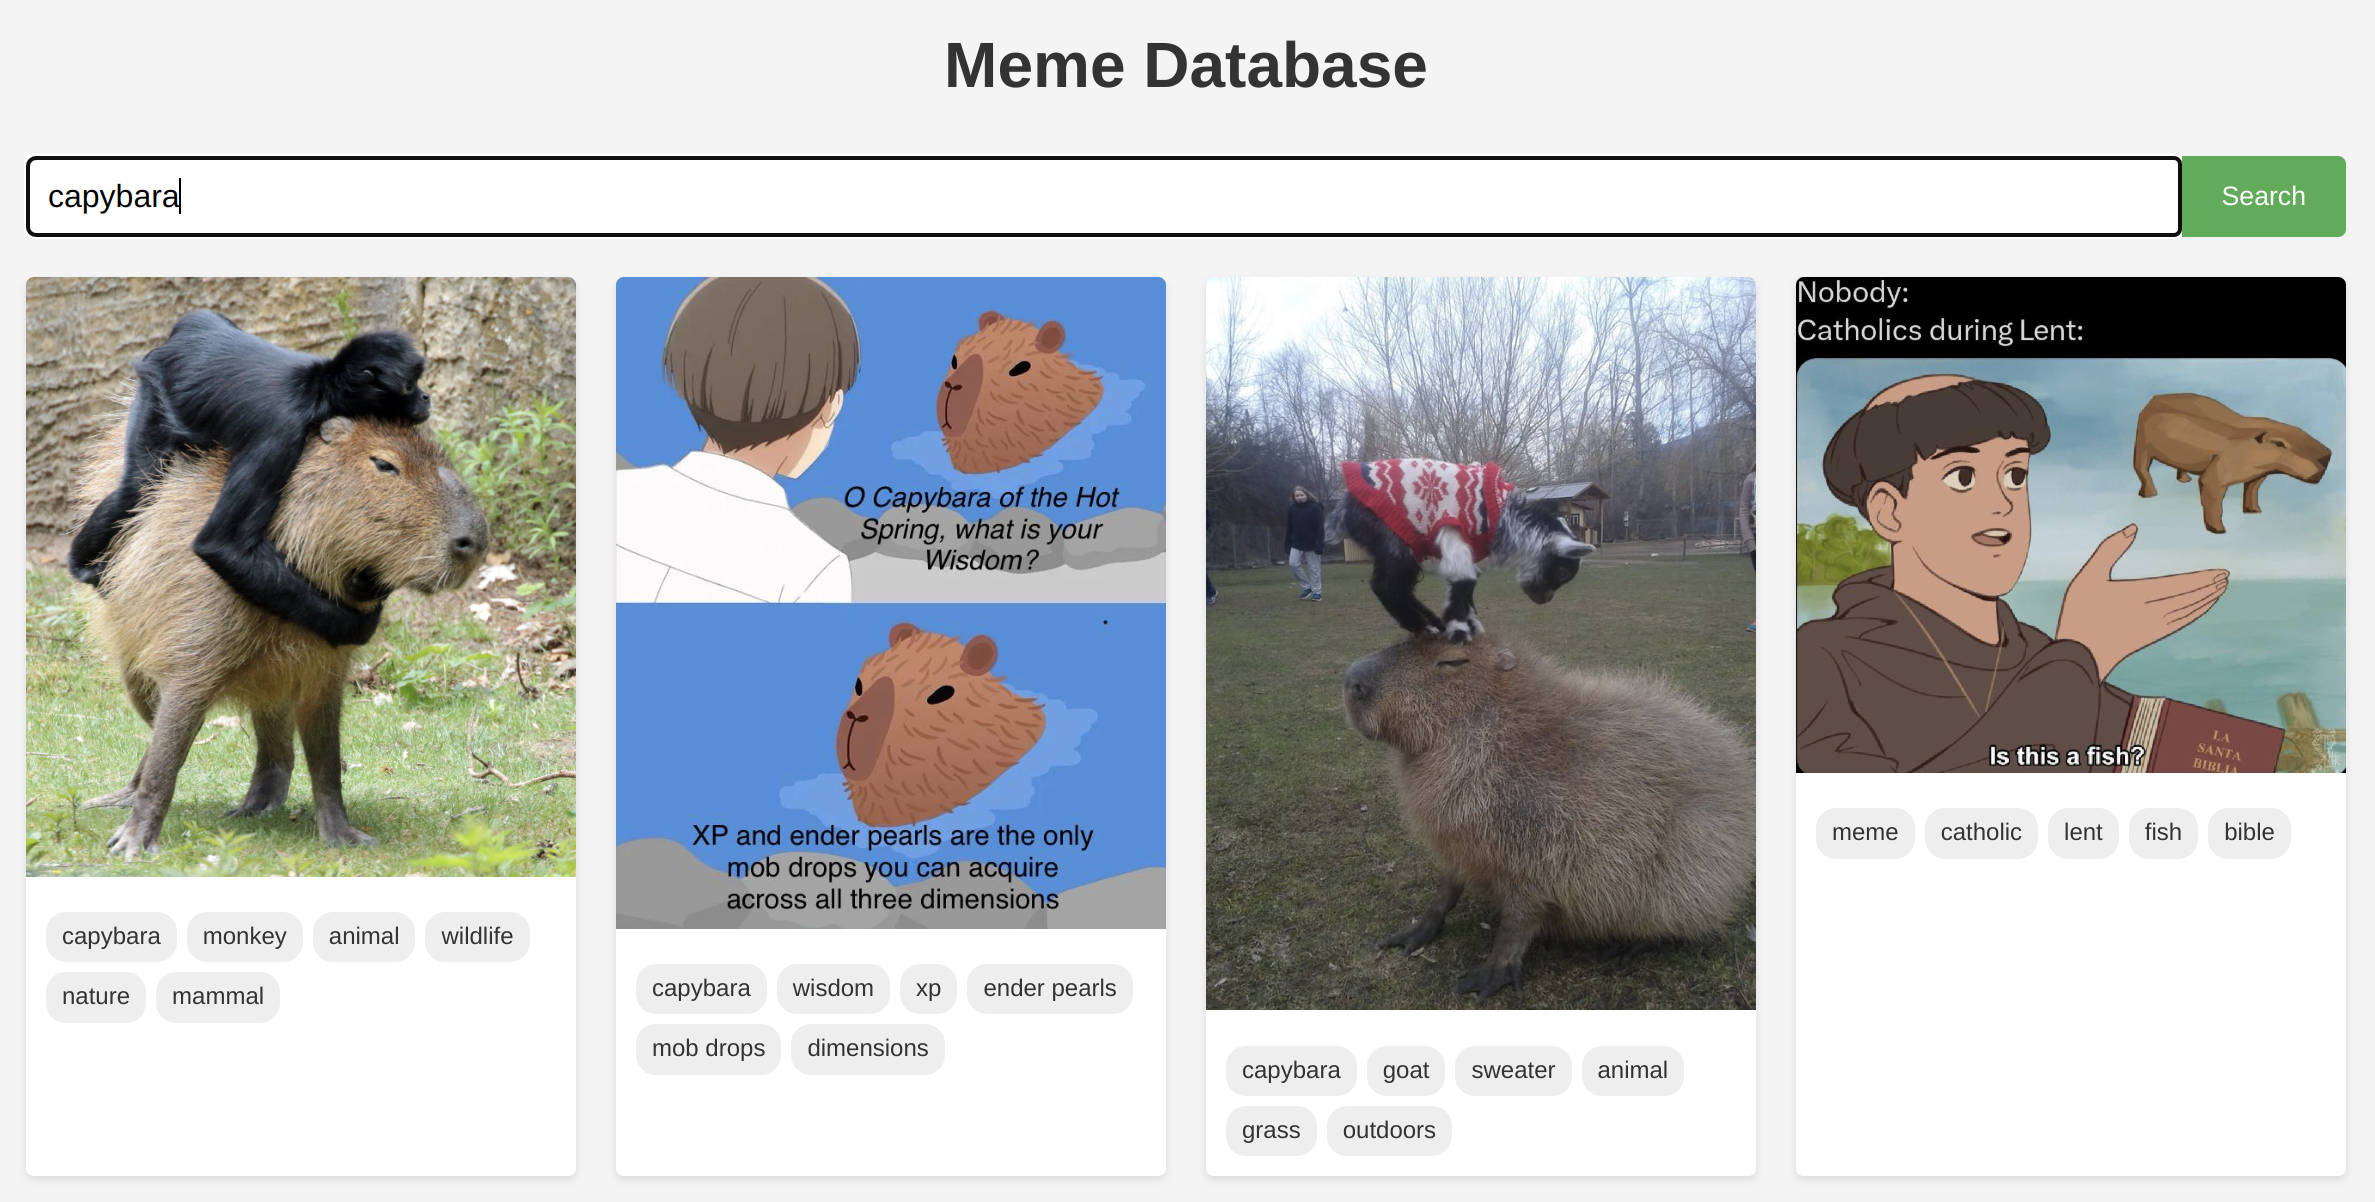 Meme Database
capybara
Search
O Capybara of the Hot
Spring, what is your
Wisdom?
XP and ender pearls are the only
mob drops you can acquire
across all three dimensions
capybara monkey animal wildlife
nature mammal
capybara wisdom xp ender pearls
mob drops dimensions
capybara goat sweater animal
grass outdoors
Nobody:
Catholics during Lent:
LA
SANTA
BIBLIA
Is this a fish?
meme catholic lent fish bible